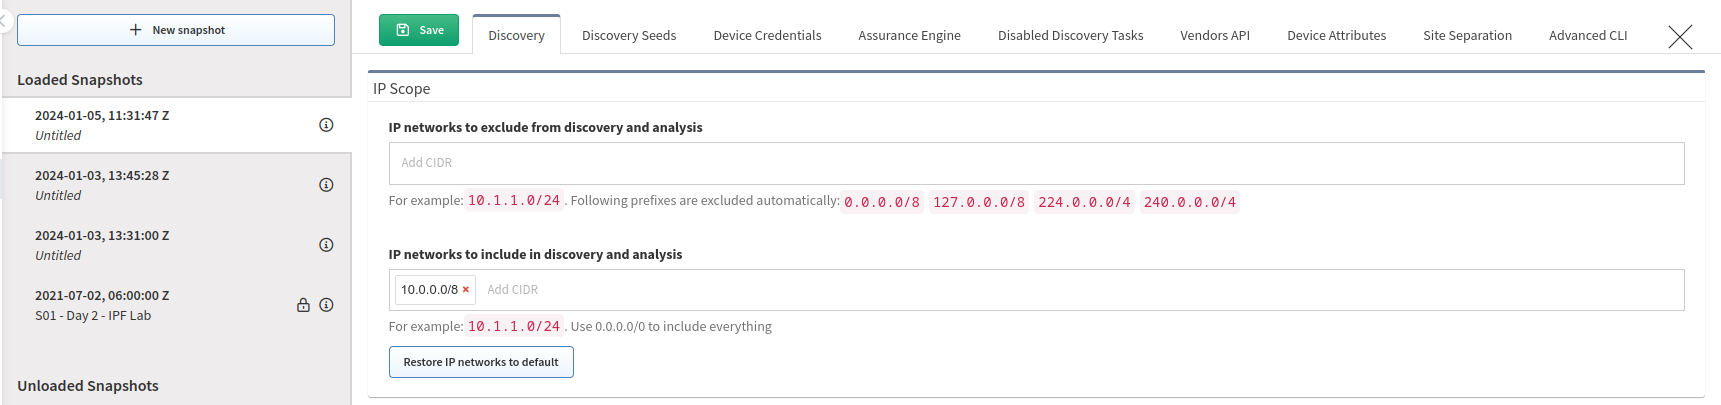 New snapshot
Loaded Snapshots
2024-01-05, 11:31:47 Z
Untitled
2024-01-03, 13:45:28 Z
Untitled
2024-01-03, 13:31:00 Z
Untitled
2021-07-02, 06:00:00 Z
S01 - Day 2 - IPF Lab
Unloaded Snapshots
Save Discovery Discovery Seeds Device Credentials Assurance Engine Disabled Discovery Tasks Vendors API Device Attributes Site Separation Advanced CLI
IP Scope
IP networks to exclude from discovery and analysis
Add CIDR
For example: 10.1.1.0/24 . Following prefixes are excluded automatically: 0.0.0.0/8 127.0.0.0/8 224.0.0.0/4 240.0.0.0/4
IP networks to include in discovery and analysis
10.0.0.0/8 × Add CIDR
For example: 10.1.1.0/24 . Use 0.0.0.0/0 to include everything
Restore IP networks to default